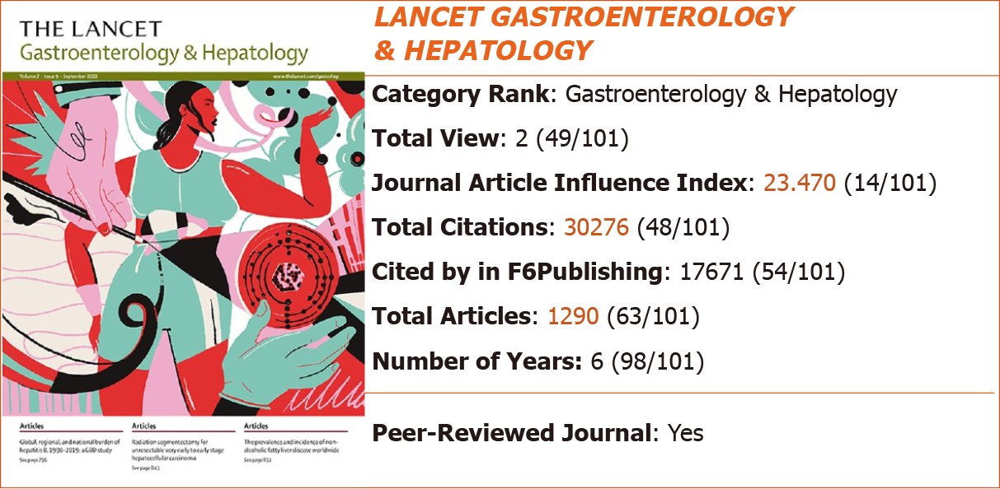 THE LANCET
Gastroenterology & Hepatology
Volume 7 · Issue 9 · September 2022
www.thelancet.com/gastrohep
Articles
Global, regional, and national burden of
hepatitis B, 1990–2019: a GBD study
See page 796
Articles
Radiation segmentectomy for
unresectable very early to early stage
hepatocellular carcinoma
See page 843
Articles
The prevalence and incidence of non-
alcoholic fatty liver disease worldwide
See page 851
LANCET GASTROENTEROLOGY
& HEPATOLOGY
Category Rank: Gastroenterology & Hepatology
Total View: 2 (49/101)
Journal Article Influence Index: 23.470 (14/101)
Total Citations: 30276 (48/101)
Cited by in F6Publishing: 17671 (54/101)
Total Articles: 1290 (63/101)
Number of Years: 6 (98/101)
Peer-Reviewed Journal: Yes